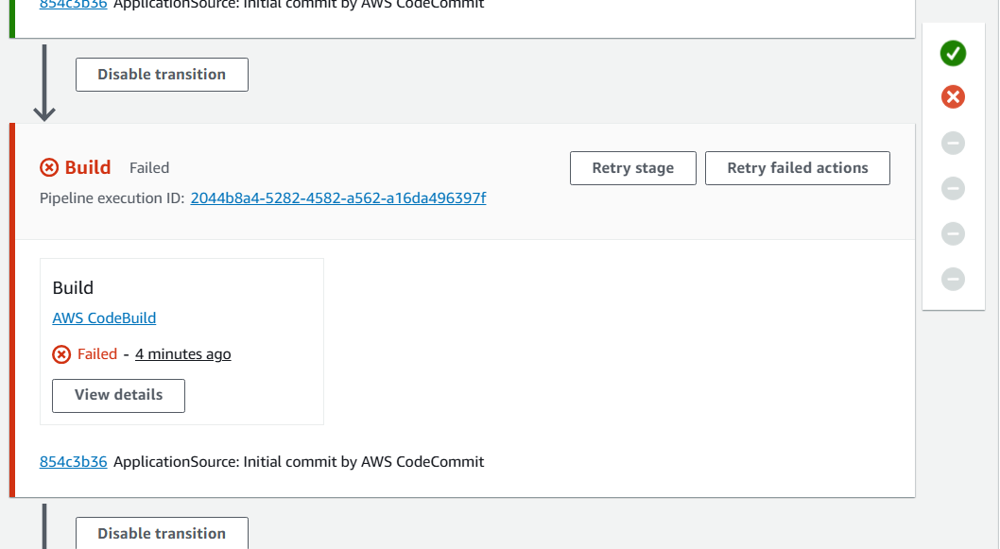 854c3b36 ApplicationSource: Initial commit by AWS CodeCommit
Disable transition
Build Failed
Retry stage
Retry failed actions
Pipeline execution ID: 2044b8a4-5282-4582-a562-a16da496397f
Build
AWS CodeBuild
Failed - 4 minutes ago
View details
854c3b36 ApplicationSource: Initial commit by AWS CodeCommit
Disable transition